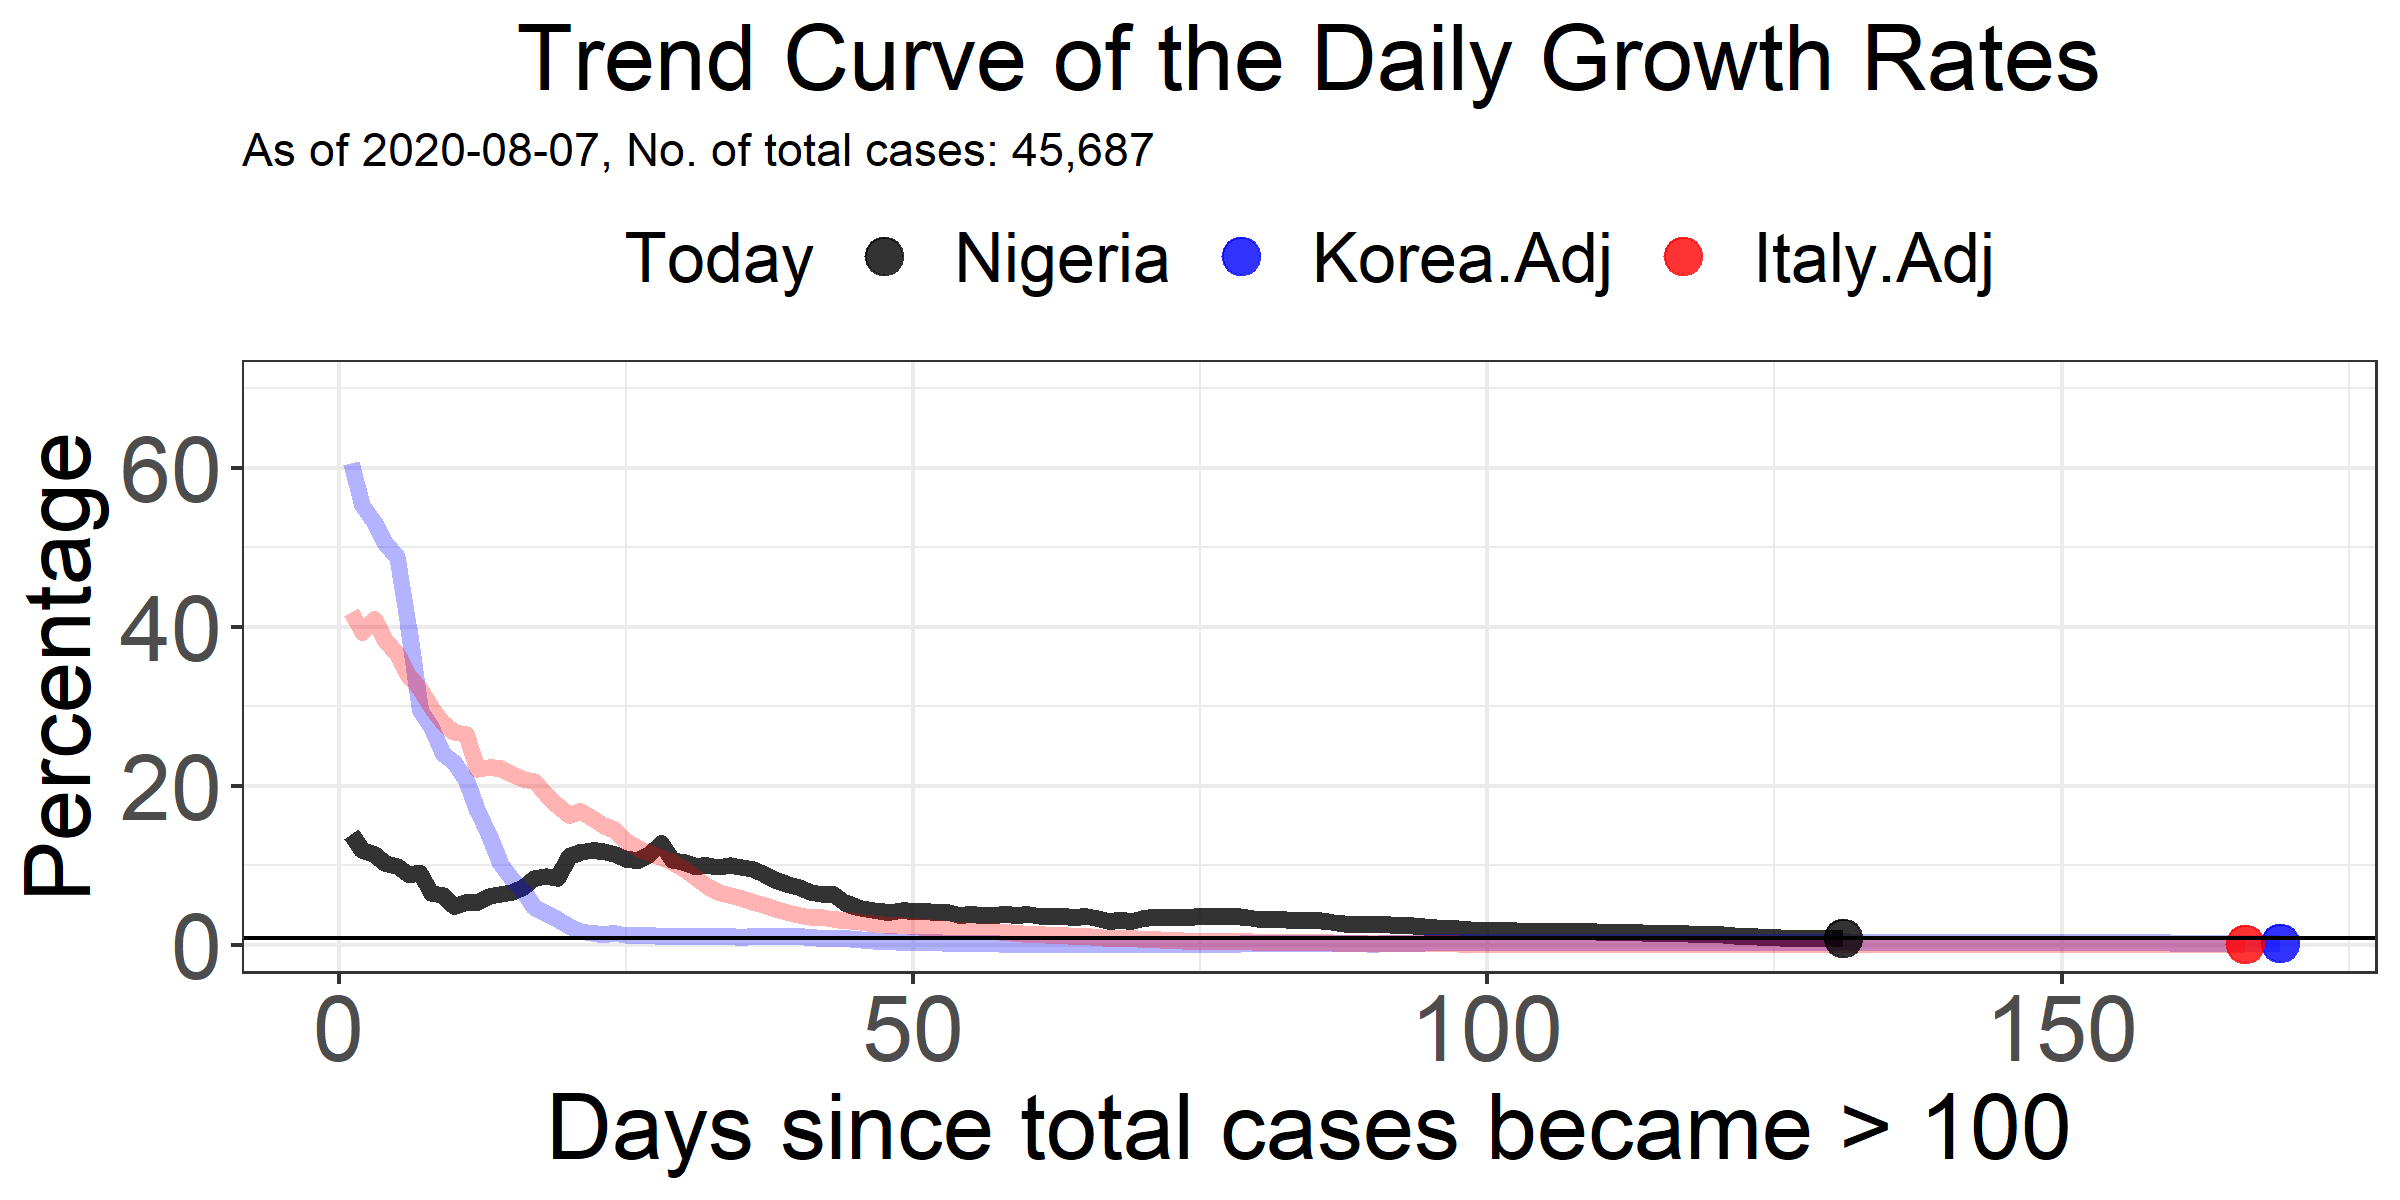 Trend Curve of the Daily Growth Rates
As of 2020-08-07, No. of total cases: 45,687
Today Nigeria Korea.Adj Italy.Adj
Percentage
60
40
20
0
0 50 100 150
Days since total cases became > 100